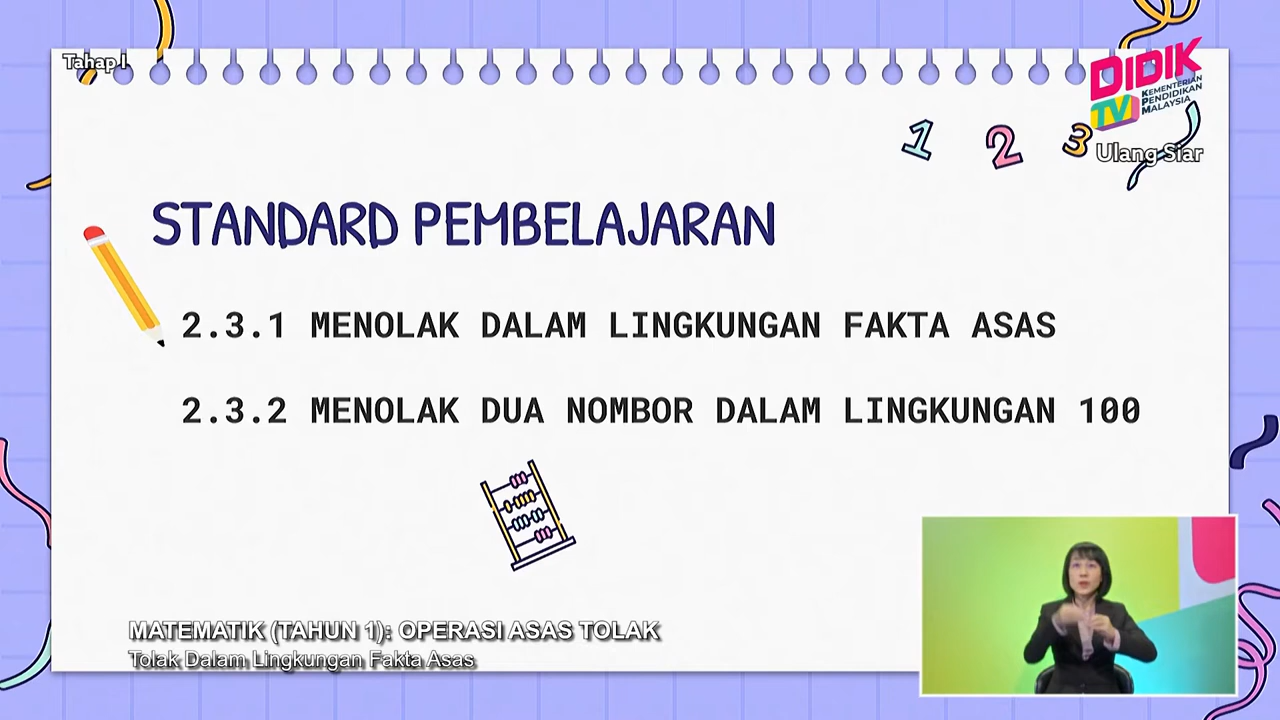 Tahap I
DIDIK
TV
KEMENTERIAN
PENDIDIKAN
MALAYSIA
1 2 3
Ulang Siar
STANDARD PEMBELAJARAN
2.3.1 MENOLAK DALAM LINGKUNGAN FAKTA ASAS
2.3.2 MENOLAK DUA NOMBOR DALAM LINGKUNGAN 100
MATEMATIK (TAHUN 1): OPERASI ASAS TOLAK
Tolak Dalam Lingkungan Fakta Asas